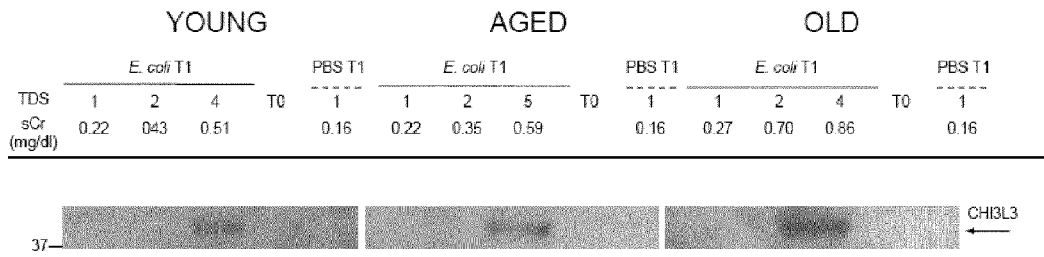 YOUNG AGED OLD
E. coli T1 PBS T1 E. coli T1 PBS T1 E. coli T1 PBS T1
TDS 1 2 4 T0 1 1 2 5 T0 1 1 2 4 T0 1
sCr (mg/dl) 0.22 043 0.51 0.16 0.22 0.35 0.59 0.16 0.27 0.70 0.86 0.16
CHI3L3
37